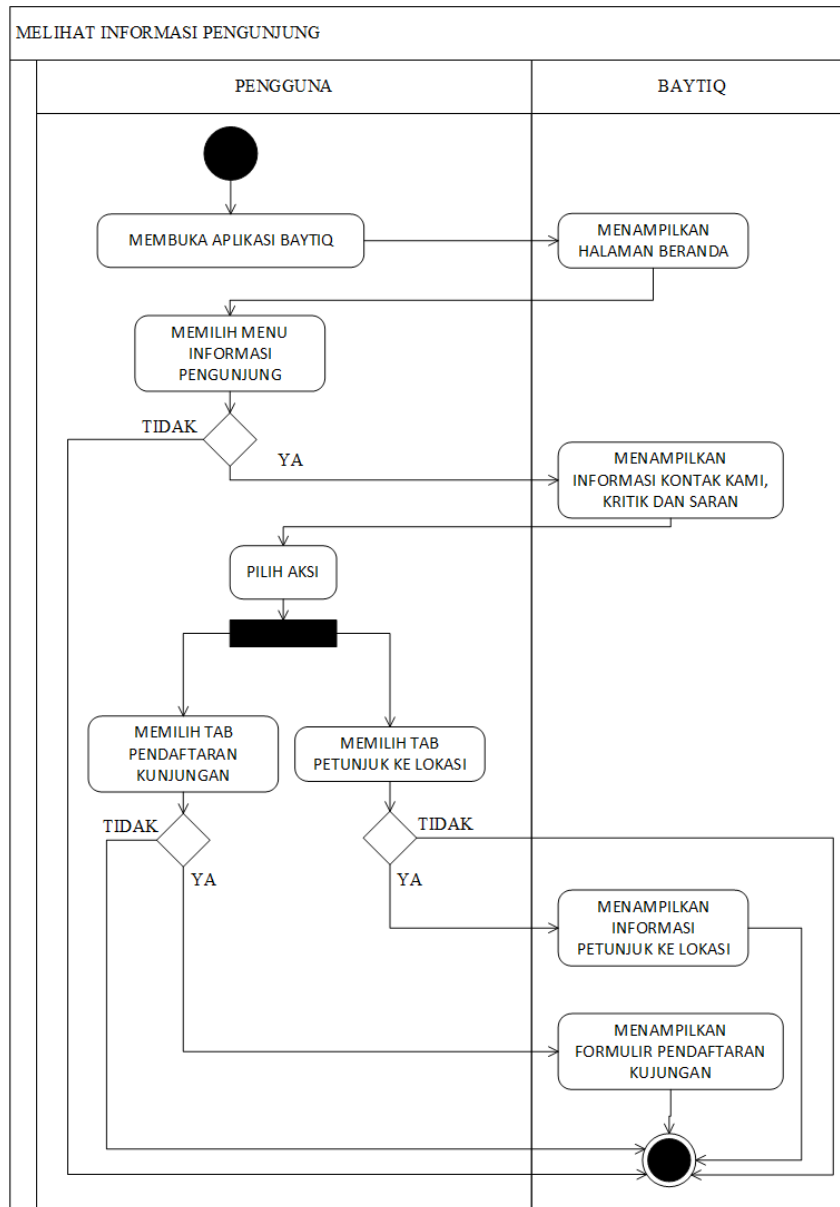 MELIHAT INFORMASI PENGUNJUNG
PENGGUNA
BAYTIQ
MEMBUKA APLIKASI BAYTIQ
MENAMPILKAN
HALAMAN BERANDA
MEMILIH MENU
INFORMASI
PENGUNJUNG
TIDAK
YA
MENAMPILKAN
INFORMASI KONTAK KAMI,
KRITIK DAN SARAN
PILIH AKSI
MEMILIH TAB
PENDAFTARAN
KUNJUNGAN
MEMILIH TAB
PETUNJUK KE LOKASI
TIDAK
YA
TIDAK
YA
MENAMPILKAN
INFORMASI
PETUNJUK KE LOKASI
MENAMPILKAN
FORMULIR PENDAFTARAN
KUJUNGAN